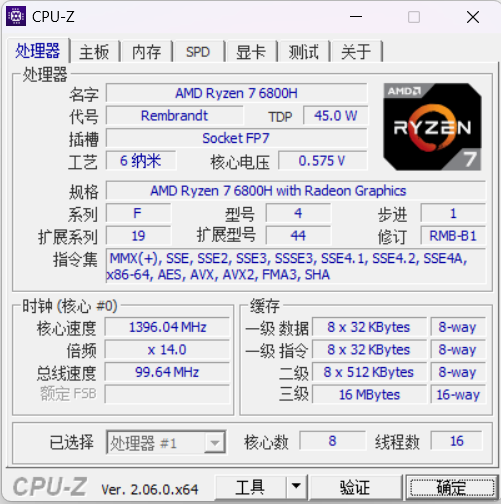 CPU-Z
处理器 主板 内存 SPD 显卡 测试 关于
处理器
名字 AMD Ryzen 7 6800H
代号 Rembrandt TDP 45.0 W
插槽 Socket FP7
工艺 6 纳米 核心电压 0.575 V
AMD
RYZEN
7
规格 AMD Ryzen 7 6800H with Radeon Graphics
系列 F 型号 4 步进 1
扩展系列 19 扩展型号 44 修订 RMB-B1
指令集 MMX(+), SSE, SSE2, SSE3, SSSE3, SSE4.1, SSE4.2, SSE4A,
x86-64, AES, AVX, AVX2, FMA3, SHA
时钟 (核心 #0)
核心速度 1396.04 MHz
倍频 x 14.0
总线速度 99.64 MHz
额定 FSB
缓存
一级 数据 8 x 32 KBytes 8-way
一级 指令 8 x 32 KBytes 8-way
二级 8 x 512 KBytes 8-way
三级 16 MBytes 16-way
已选择 处理器 #1 核心数 8 线程数 16
CPU-Z Ver. 2.06.0.x64 工具 验证 确定